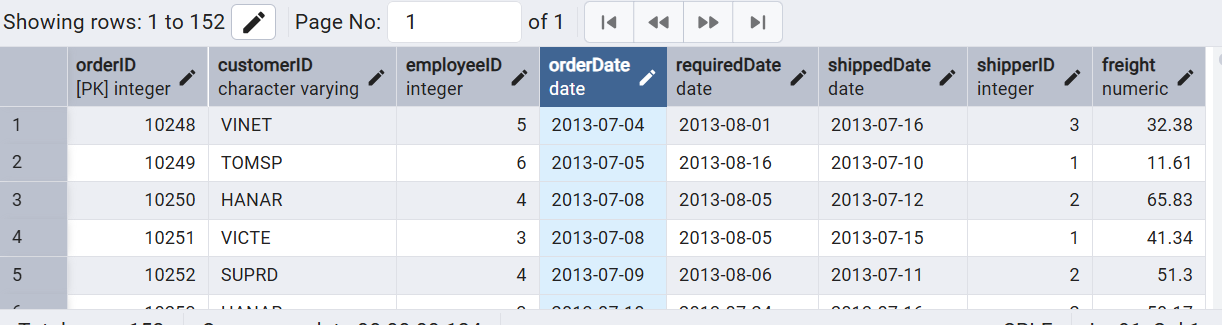 Showing rows: 1 to 152 Page No: 1 of 1
orderID customerID employeeID orderDate requiredDate shippedDate shipperID freight
[PK] integer character varying integer date date date integer numeric
1 10248 VINET 5 2013-07-04 2013-08-01 2013-07-16 3 32.38
2 10249 TOMSP 6 2013-07-05 2013-08-16 2013-07-10 1 11.61
3 10250 HANAR 4 2013-07-08 2013-08-05 2013-07-12 2 65.83
4 10251 VICTE 3 2013-07-08 2013-08-05 2013-07-15 1 41.34
5 10252 SUPRD 4 2013-07-09 2013-08-06 2013-07-11 2 51.3